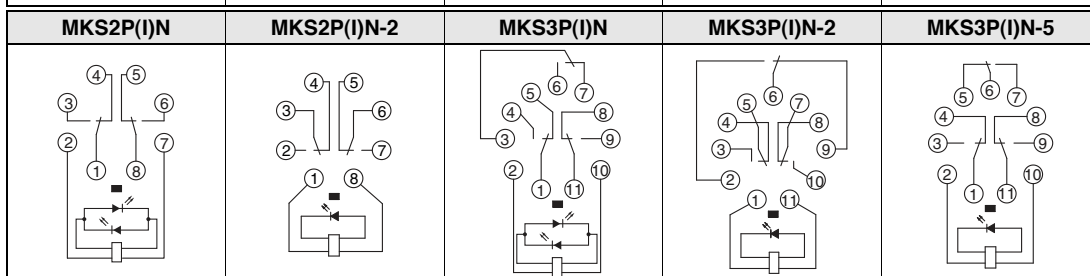 MKS2P(I)N MKS2P(I)N-2 MKS3P(I)N MKS3P(I)N-2 MKS3P(I)N-5
4 5 3 6 2 7 1 8
4 5 3 6 2 7 1 8
6 7 5 8 4 3 9 2 10 1 11
6 5 7 4 8 3 9 2 10 1 11
5 6 7 4 8 3 9 2 10 1 11